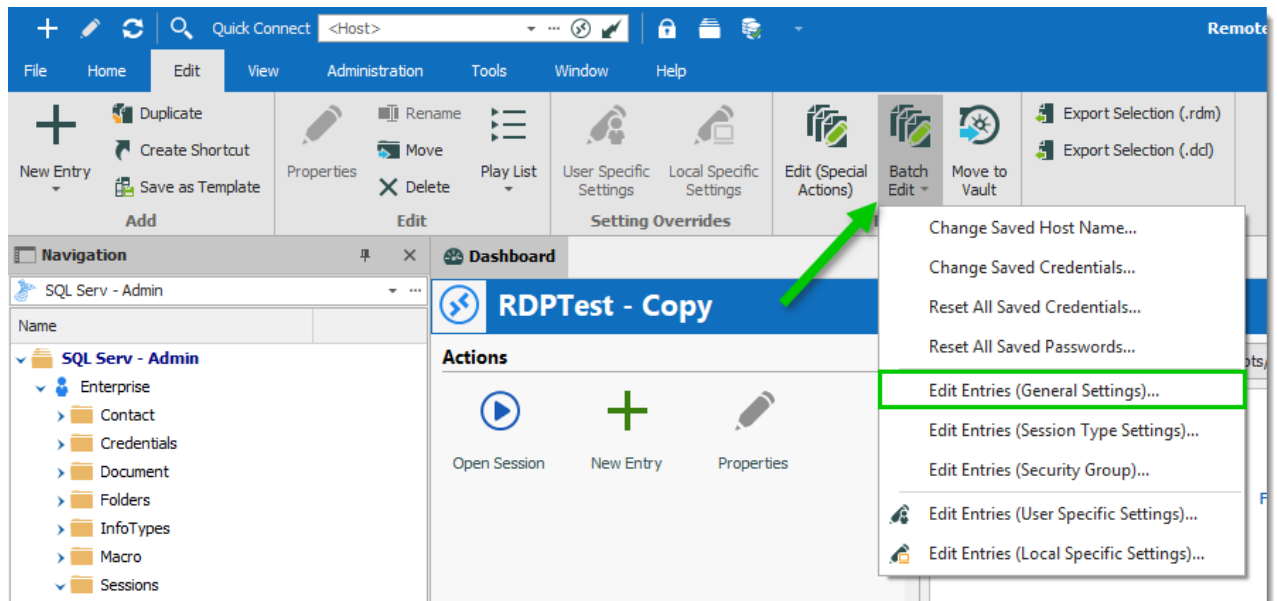 Quick Connect <Host>
Remote
File Home Edit View Administration Tools Window Help
New Entry
Duplicate
Create Shortcut
Save as Template
Add
Properties
Rename
Move
Delete
Play List
Edit
User Specific
Settings
Local Specific
Settings
Setting Overrides
Edit (Special
Actions)
Batch
Edit
Move to
Vault
Export Selection (.rdm)
Export Selection (.dcl)
Navigation
SQL Serv - Admin
Name
SQL Serv - Admin
Enterprise
Contact
Credentials
Document
Folders
InfoTypes
Macro
Sessions
Dashboard
RDPTest - Copy
Actions
Open Session
New Entry
Properties
Change Saved Host Name...
Change Saved Credentials...
Reset All Saved Credentials...
Reset All Saved Passwords...
Edit Entries (General Settings)...
Edit Entries (Session Type Settings)...
Edit Entries (Security Group)...
Edit Entries (User Specific Settings)...
Edit Entries (Local Specific Settings)...